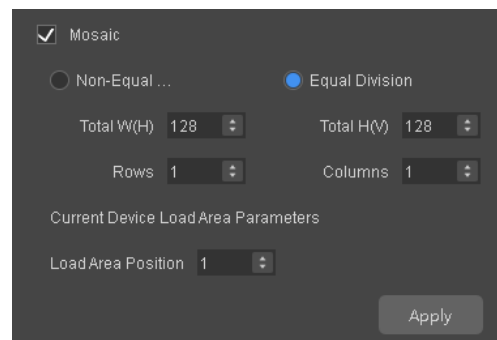 Mosaic
Non-Equal ... Equal Division
Total W(H) 128 Total H(V) 128
Rows 1 Columns 1
Current Device Load Area Parameters
Load Area Position 1
Apply